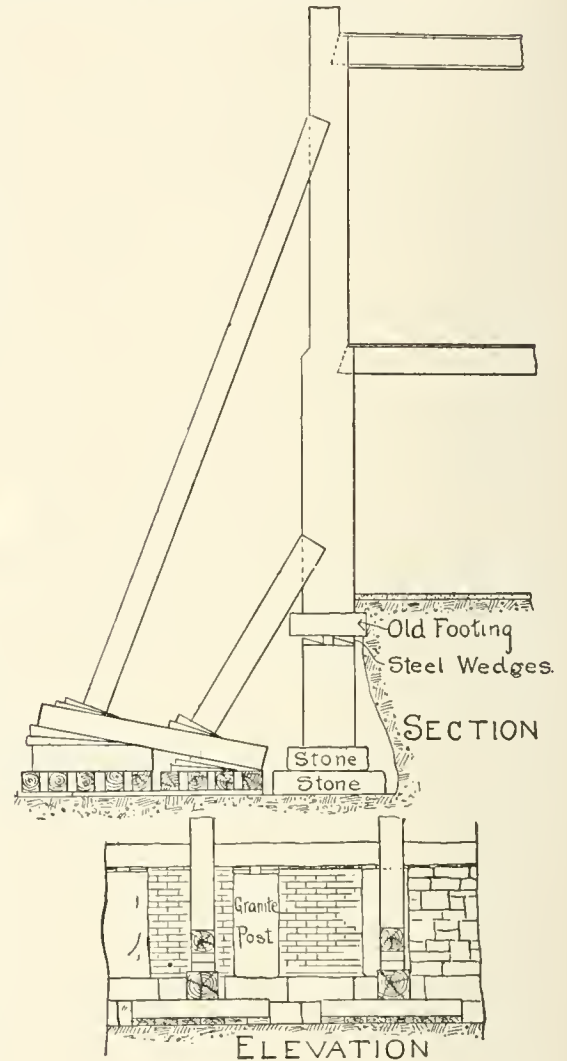 Old Footing
Steel Wedges.
SECTION
Stone
Stone
Granite
Post
ELEVATION